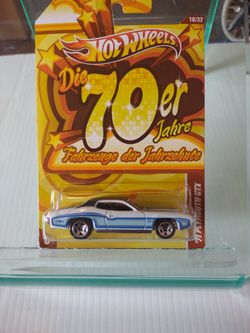 18/32
HOT WHEELS
Die
70er
Jahre
Fahrzeuge der Jahrzehnte
'71 PLYMOUTH GTX